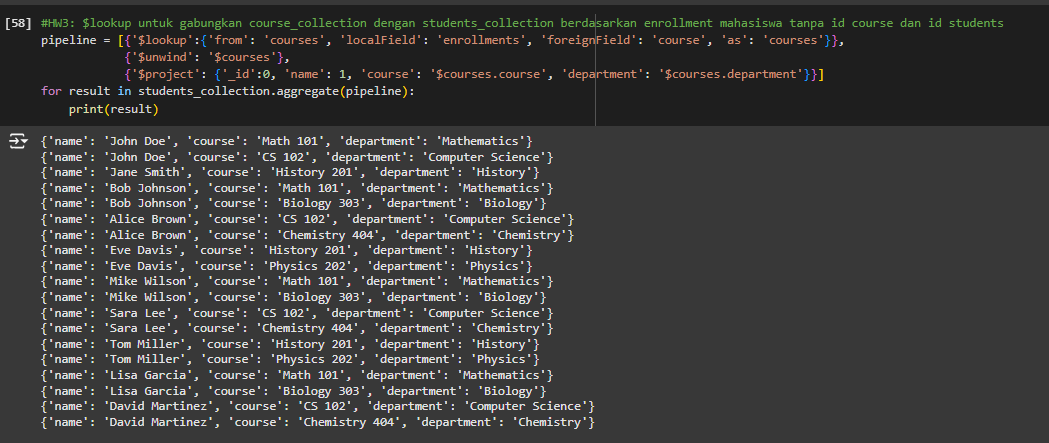 [58] #HW3: $lookup untuk gabungkan course_collection dengan students_collection berdasarkan enrollment mahasiswa tanpa id course dan id students
pipeline = [{'$lookup':{'from': 'courses', 'localField': 'enrollments', 'foreignField': 'course', 'as': 'courses'}},
{'$unwind': '$courses'},
{'$project': {'_id':0, 'name': 1, 'course': '$courses.course', 'department': '$courses.department'}}]
for result in students_collection.aggregate(pipeline):
print(result)
{'name': 'John Doe', 'course': 'Math 101', 'department': 'Mathematics'}
{'name': 'John Doe', 'course': 'CS 102', 'department': 'Computer Science'}
{'name': 'Jane Smith', 'course': 'History 201', 'department': 'History'}
{'name': 'Bob Johnson', 'course': 'Math 101', 'department': 'Mathematics'}
{'name': 'Bob Johnson', 'course': 'Biology 303', 'department': 'Biology'}
{'name': 'Alice Brown', 'course': 'CS 102', 'department': 'Computer Science'}
{'name': 'Alice Brown', 'course': 'Chemistry 404', 'department': 'Chemistry'}
{'name': 'Eve Davis', 'course': 'History 201', 'department': 'History'}
{'name': 'Eve Davis', 'course': 'Physics 202', 'department': 'Physics'}
{'name': 'Mike Wilson', 'course': 'Math 101', 'department': 'Mathematics'}
{'name': 'Mike Wilson', 'course': 'Biology 303', 'department': 'Biology'}
{'name': 'Sara Lee', 'course': 'CS 102', 'department': 'Computer Science'}
{'name': 'Sara Lee', 'course': 'Chemistry 404', 'department': 'Chemistry'}
{'name': 'Tom Miller', 'course': 'History 201', 'department': 'History'}
{'name': 'Tom Miller', 'course': 'Physics 202', 'department': 'Physics'}
{'name': 'Lisa Garcia', 'course': 'Math 101', 'department': 'Mathematics'}
{'name': 'Lisa Garcia', 'course': 'Biology 303', 'department': 'Biology'}
{'name': 'David Martinez', 'course': 'CS 102', 'department': 'Computer Science'}
{'name': 'David Martinez', 'course': 'Chemistry 404', 'department': 'Chemistry'}